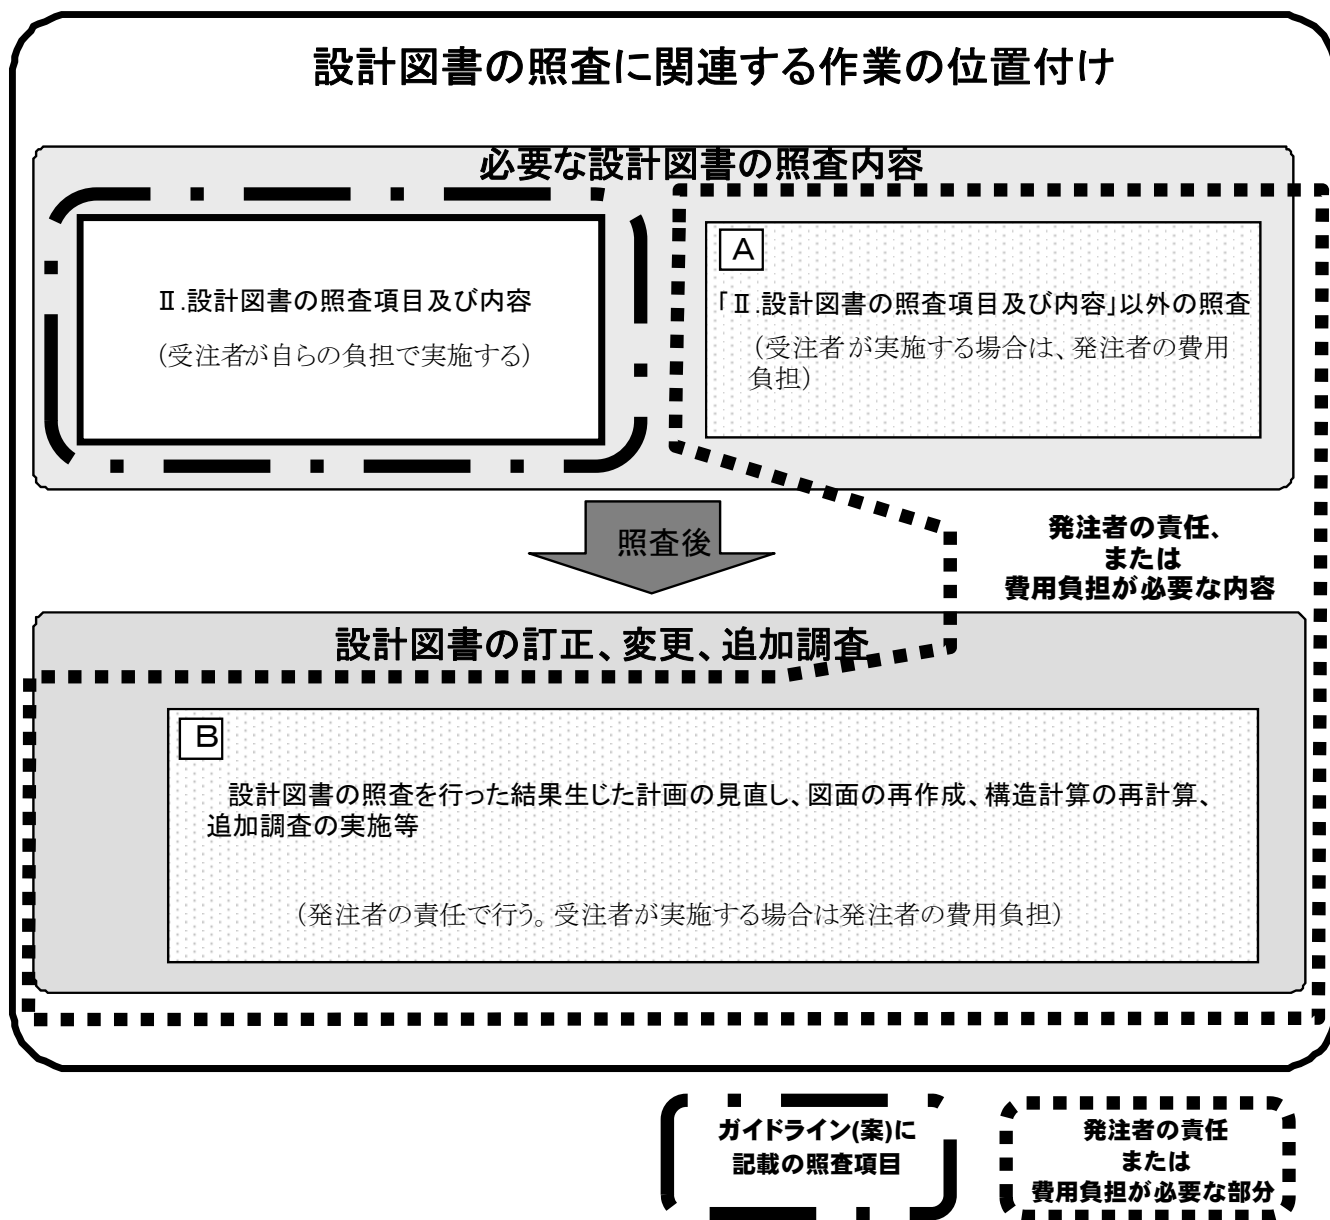 設計図書の照査に関連する作業の位置付け
必要な設計図書の照査内容
Ⅱ.設計図書の照査項目及び内容
(受注者が自らの負担で実施する)
A
「Ⅱ.設計図書の照査項目及び内容」以外の照査
(受注者が実施する場合は、発注者の費用
負担)
照査後
発注者の責任、
または
費用負担が必要な内容
設計図書の訂正、変更、追加調査
B
設計図書の照査を行った結果生じた計画の見直し、図面の再作成、構造計算の再計算、
追加調査の実施等
(発注者の責任で行う。受注者が実施する場合は発注者の費用負担)
ガイドライン(案)に
記載の照査項目
発注者の責任
または
費用負担が必要な部分